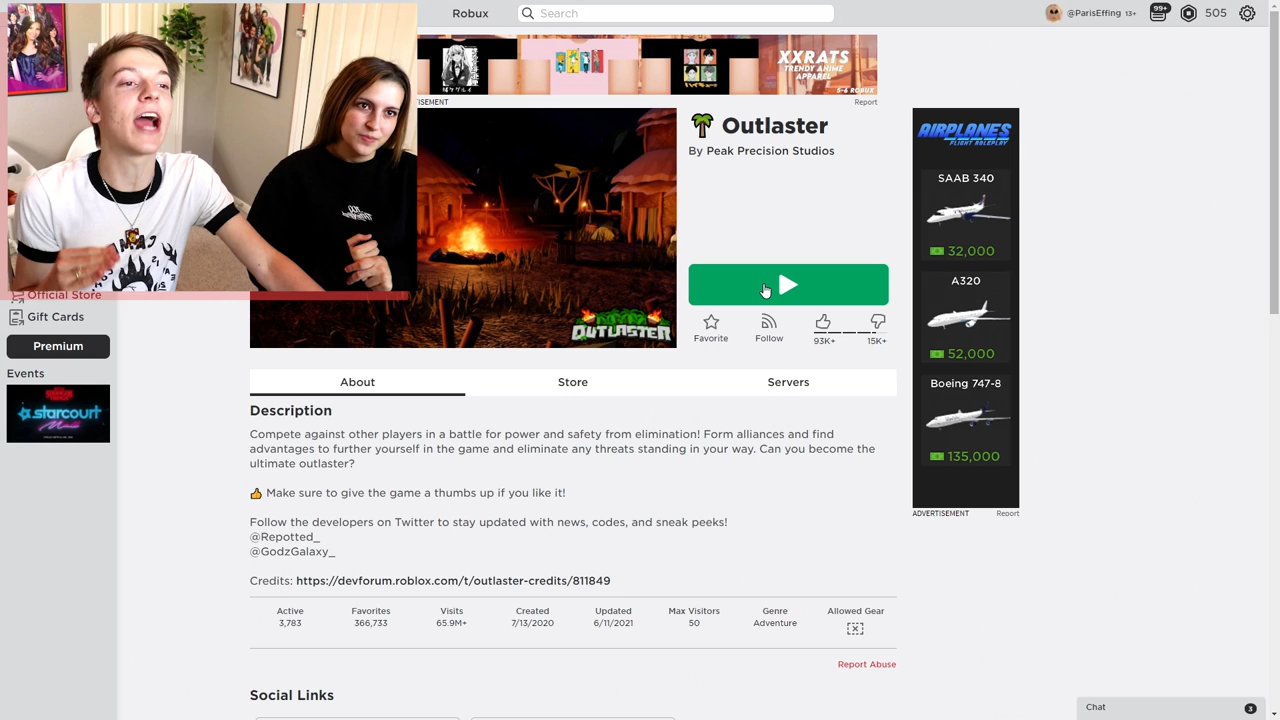 Robux
Search
@ParisEffing 13+
99+
505
XXRATS
TRENDY ANIME
APPAREL
5-6 ROBUX
ISEMENT
Report
Outlaster
By Peak Precision Studios
OUTLASTER
Favorite
Follow
93K+
15K+
AIRPLANES
FLIGHT ROLEPLAY
SAAB 340
32,000
A320
52,000
Boeing 747-8
135,000
ADVERTISEMENT
Report
Official Store
Gift Cards
Premium
Events
starcourt
About
Store
Servers
Description
Compete against other players in a battle for power and safety from elimination! Form alliances and find
advantages to further yourself in the game and eliminate any threats standing in your way. Can you become the
ultimate outlaster?
👍 Make sure to give the game a thumbs up if you like it!
Follow the developers on Twitter to stay updated with news, codes, and sneak peeks!
@Repotted_
@GodzGalaxy_
Credits: https://devforum.roblox.com/t/outlaster-credits/811849
Active
Favorites
Visits
Created
Updated
Max Visitors
Genre
Allowed Gear
3,783
366,733
65.9M+
7/13/2020
6/11/2021
50
Adventure
Report Abuse
Social Links
Chat
3